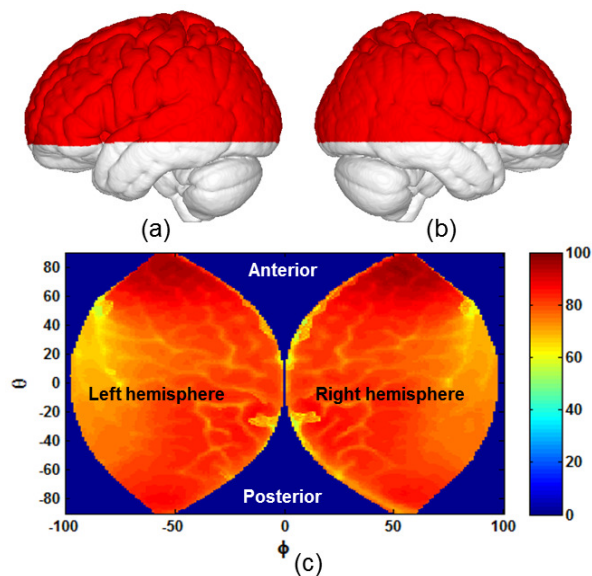 (a)
(b)
Anterior
Left hemisphere
Right hemisphere
Posterior
80
60
40
20
0
-20
-40
-60
-80
θ
-100
-50
0
50
100
ϕ
100
80
60
40
20
0
(c)